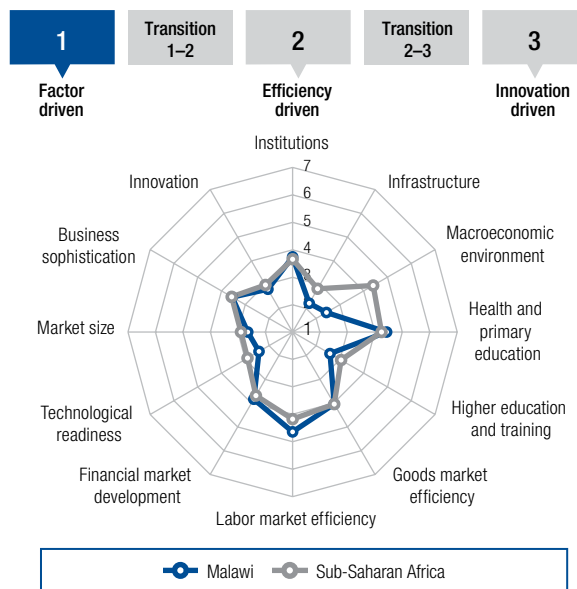 1
Transition
1–2
2
Transition
2–3
3
Factor
driven
Efficiency
driven
Innovation
driven
Institutions
Infrastructure
Macroeconomic
environment
Health and
primary
education
Higher education
and training
Goods market
efficiency
Labor market efficiency
Financial market
development
Technological
readiness
Market size
Business
sophistication
Innovation
7
6
5
4
3
1
Malawi
Sub-Saharan Africa